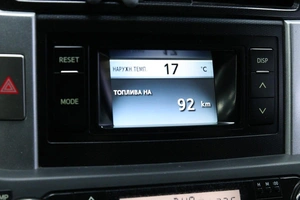 RESET
НАРУЖН.ТЕМП. 17 °C
DISP
ТОПЛИВА НА
MODE
92 km